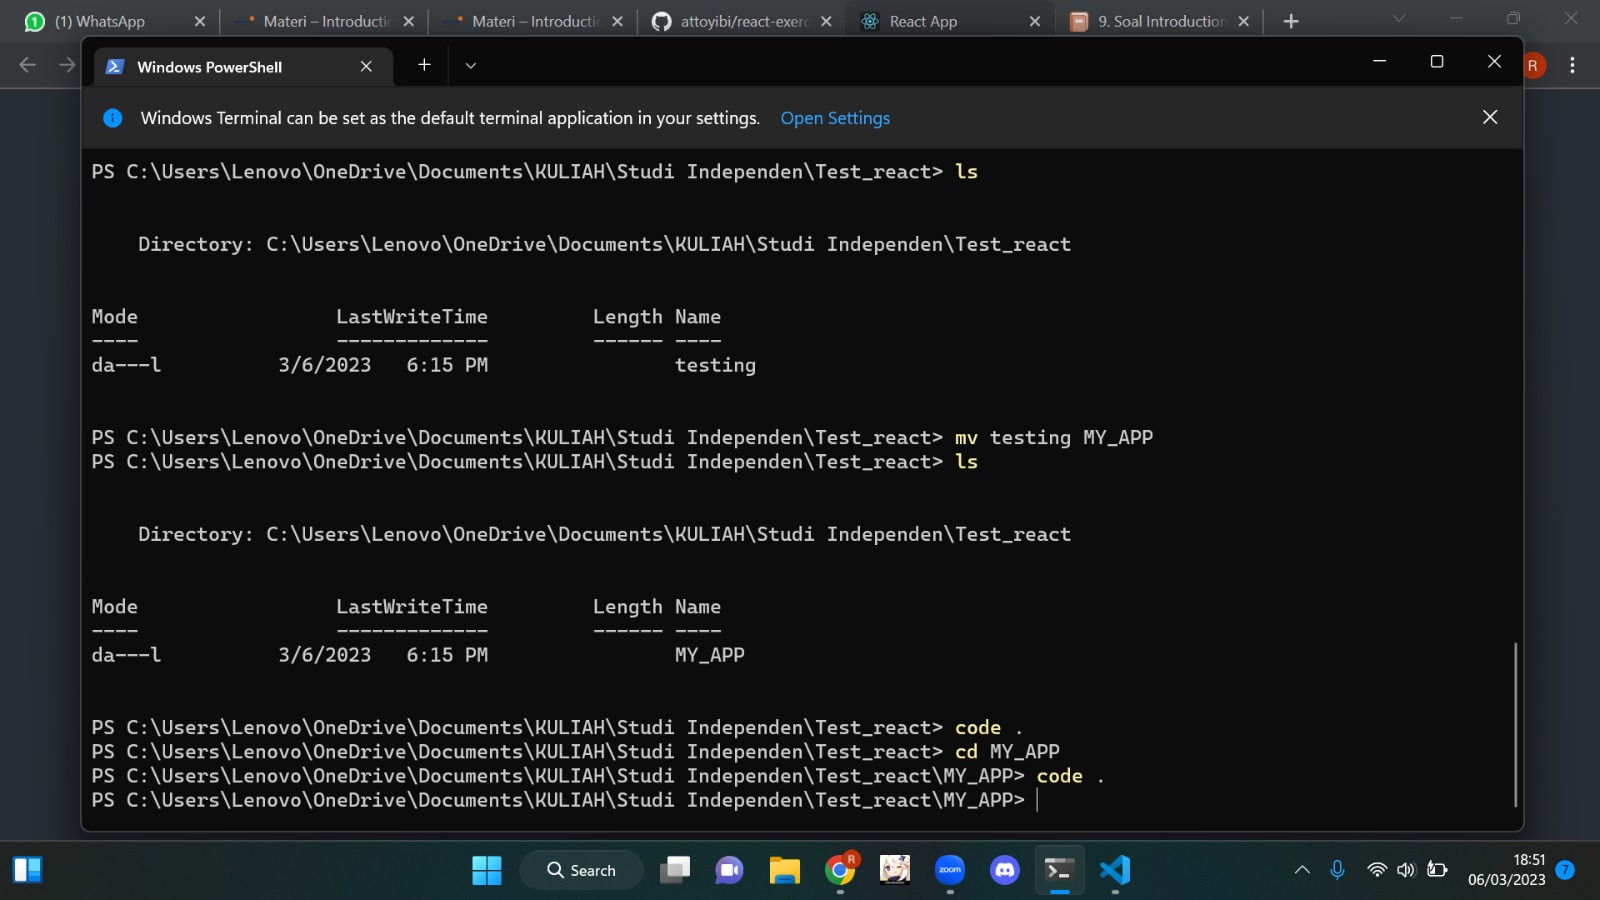 (1) WhatsApp
Materi – Introductic
Materi – Introductic
attoyibi/react-exerc
React App
9. Soal Introduction
R
Windows PowerShell
Windows Terminal can be set as the default terminal application in your settings. Open Settings
PS C:\Users\Lenovo\OneDrive\Documents\KULIAH\Studi Independen\Test_react> ls
Directory: C:\Users\Lenovo\OneDrive\Documents\KULIAH\Studi Independen\Test_react
Mode LastWriteTime Length Name
---- ------------- ------ ----
da---l 3/6/2023 6:15 PM testing
PS C:\Users\Lenovo\OneDrive\Documents\KULIAH\Studi Independen\Test_react> mv testing MY_APP
PS C:\Users\Lenovo\OneDrive\Documents\KULIAH\Studi Independen\Test_react> ls
Directory: C:\Users\Lenovo\OneDrive\Documents\KULIAH\Studi Independen\Test_react
Mode LastWriteTime Length Name
---- ------------- ------ ----
da---l 3/6/2023 6:15 PM MY_APP
PS C:\Users\Lenovo\OneDrive\Documents\KULIAH\Studi Independen\Test_react> code .
PS C:\Users\Lenovo\OneDrive\Documents\KULIAH\Studi Independen\Test_react> cd MY_APP
PS C:\Users\Lenovo\OneDrive\Documents\KULIAH\Studi Independen\Test_react\MY_APP> code .
PS C:\Users\Lenovo\OneDrive\Documents\KULIAH\Studi Independen\Test_react\MY_APP>
Search
R
zoom
18:51
06/03/2023
7